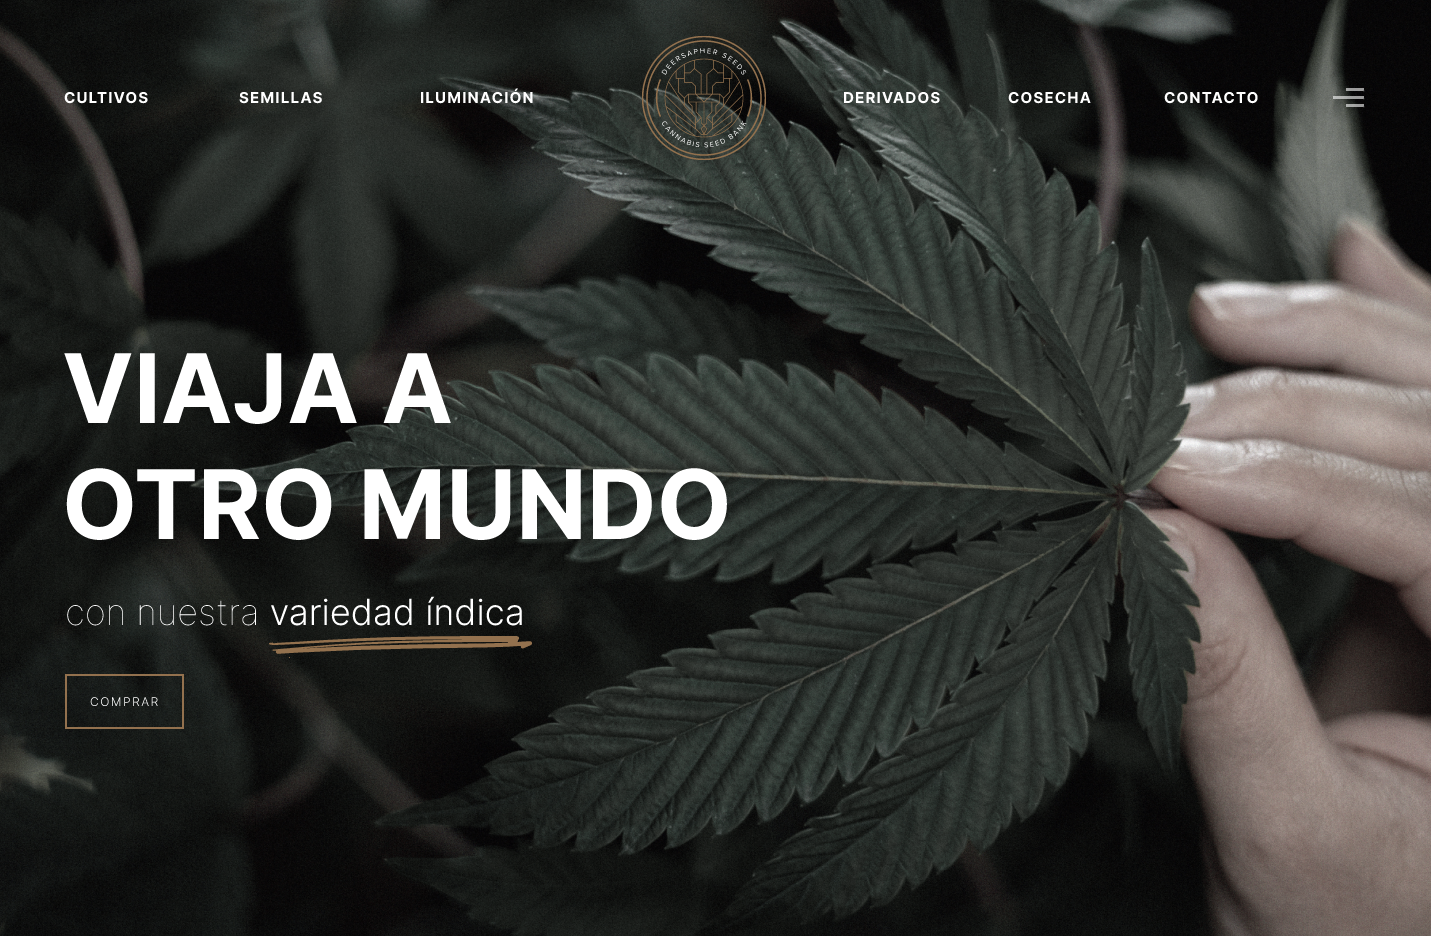 CULTIVOS SEMILLAS ILUMINACIÓN DERIVADOS COSECHA CONTACTO
DEERSAPHER SEEDS
CANNABIS SEED BANK
VIAJA A
OTRO MUNDO
con nuestra variedad índica
COMPRAR